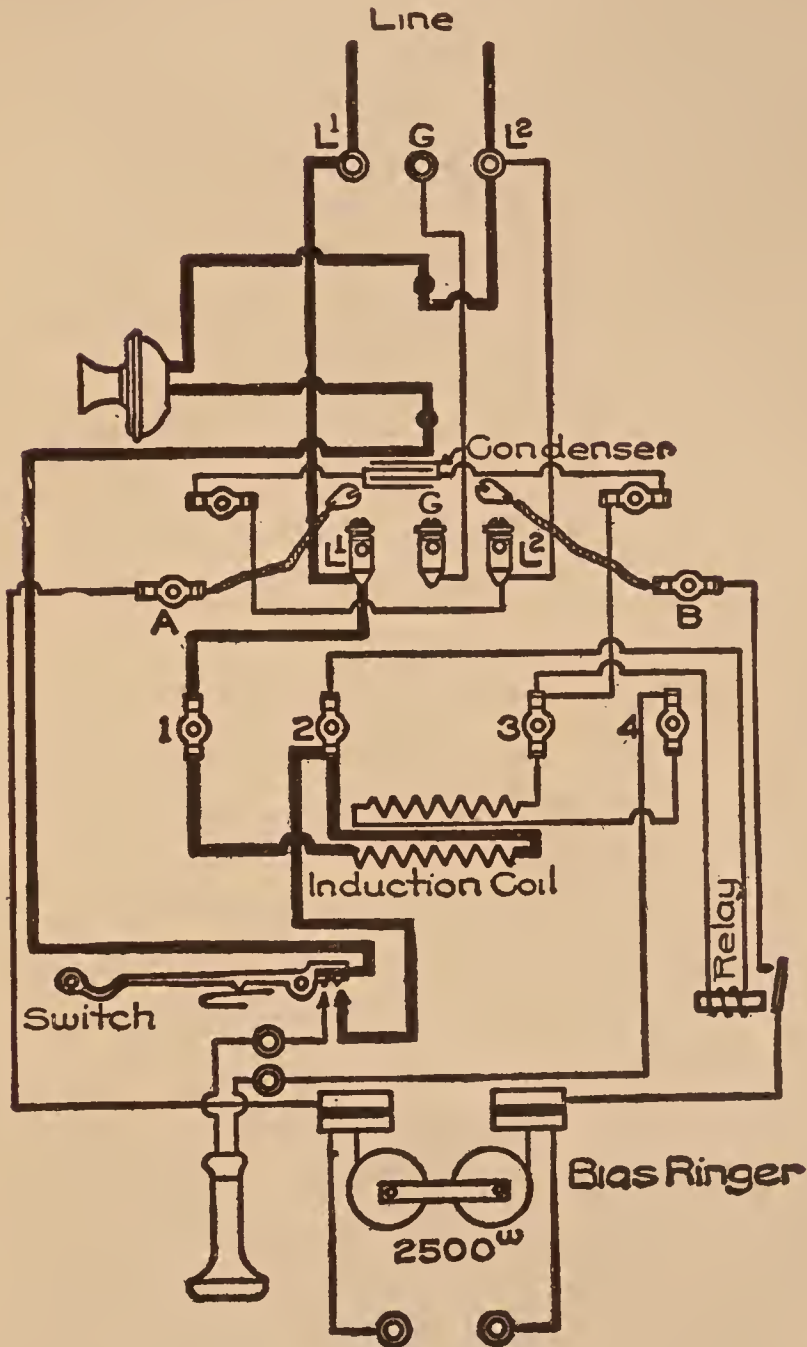 Line
L¹ G L²
Condenser
G
L¹ L²
A B
1 2 3 4
Induction Coil
Relay
Switch
Bias Ringer
2500ω